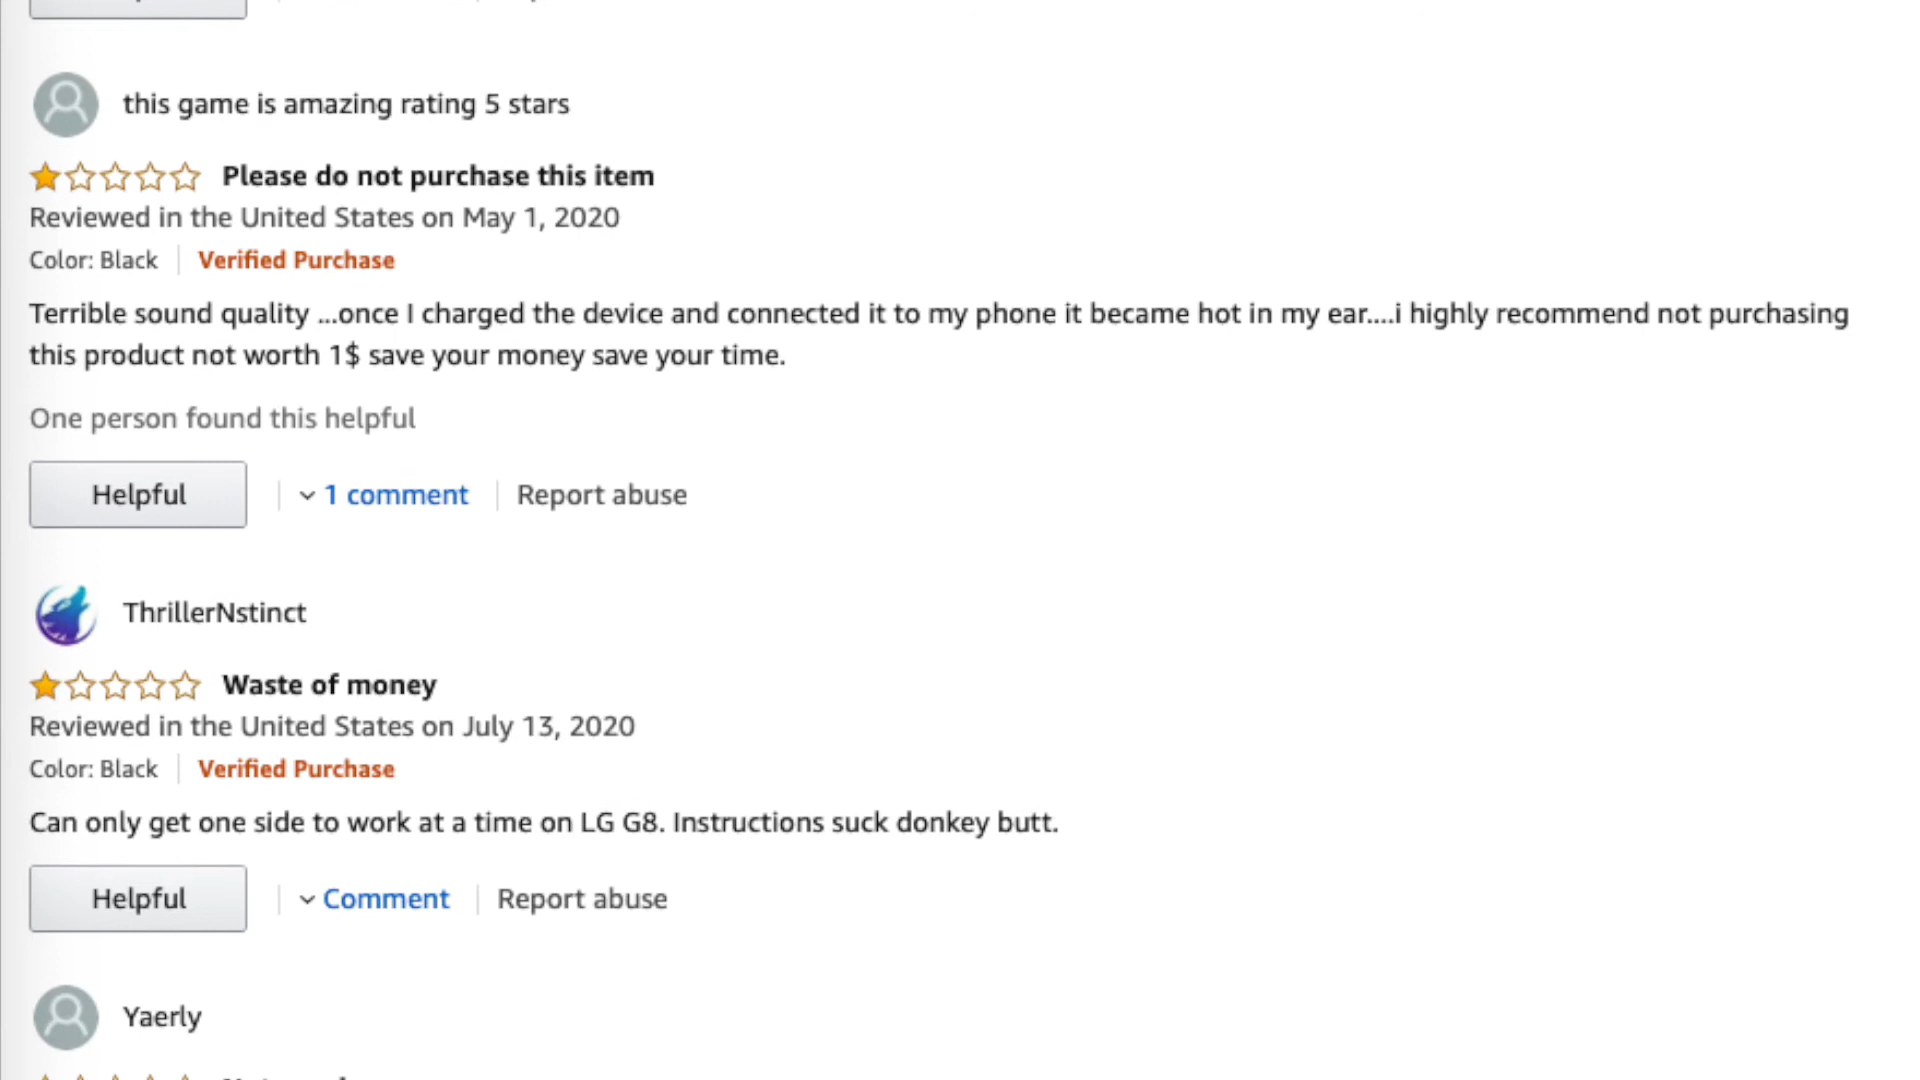 this game is amazing rating 5 stars
Please do not purchase this item
Reviewed in the United States on May 1, 2020
Color: Black Verified Purchase
Terrible sound quality ...once I charged the device and connected it to my phone it became hot in my ear....i highly recommend not purchasing
this product not worth 1$ save your money save your time.
One person found this helpful
Helpful 1 comment Report abuse
ThrillerNstinct
Waste of money
Reviewed in the United States on July 13, 2020
Color: Black Verified Purchase
Can only get one side to work at a time on LG G8. Instructions suck donkey butt.
Helpful Comment Report abuse
Yaerly